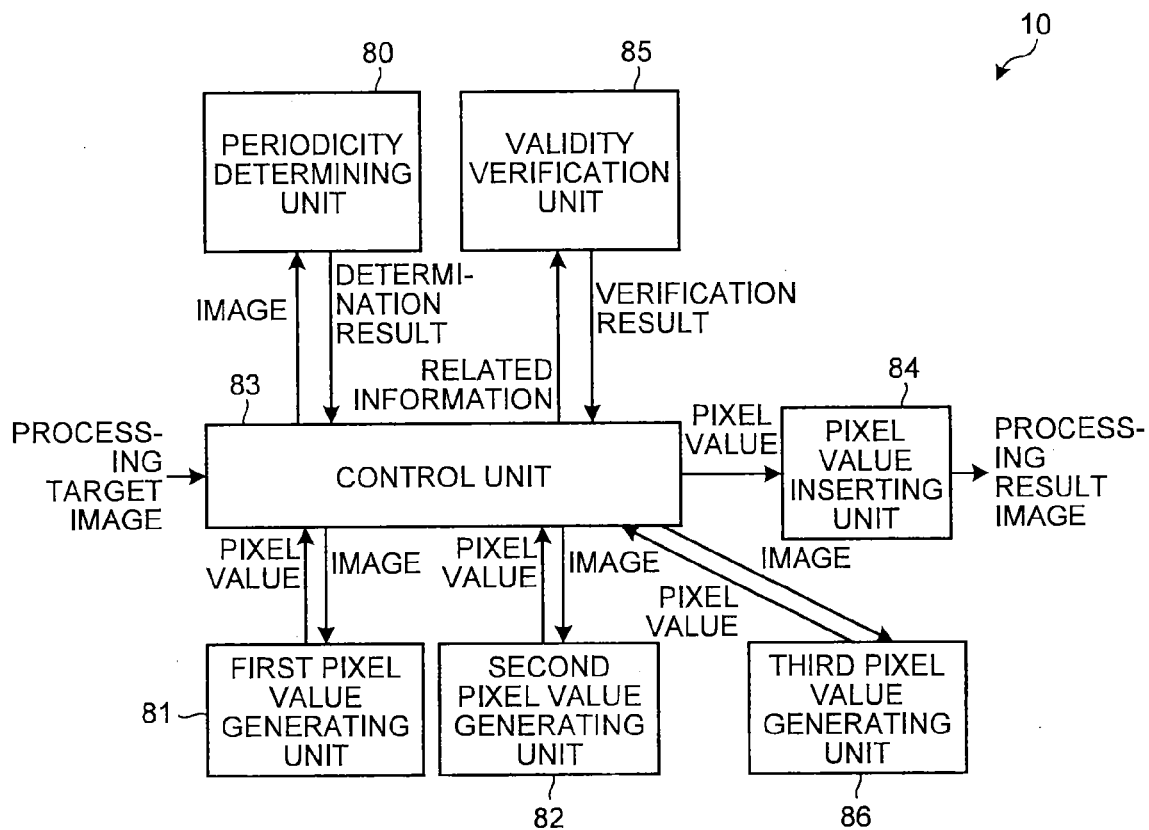 10
80
85
PERIODICITY
DETERMINING
UNIT
VALIDITY
VERIFICATION
UNIT
IMAGE
DETERMI-
NATION
RESULT
VERIFICATION
RESULT
RELATED
INFORMATION
83
84
PROCESS-
ING
TARGET
IMAGE
CONTROL UNIT
PIXEL
VALUE
PIXEL
VALUE
INSERTING
UNIT
PROCESS-
ING
RESULT
IMAGE
PIXEL
VALUE
IMAGE
PIXEL
VALUE
IMAGE
PIXEL
VALUE
IMAGE
81
FIRST PIXEL
VALUE
GENERATING
UNIT
SECOND
PIXEL VALUE
GENERATING
UNIT
THIRD PIXEL
VALUE
GENERATING
UNIT
82
86